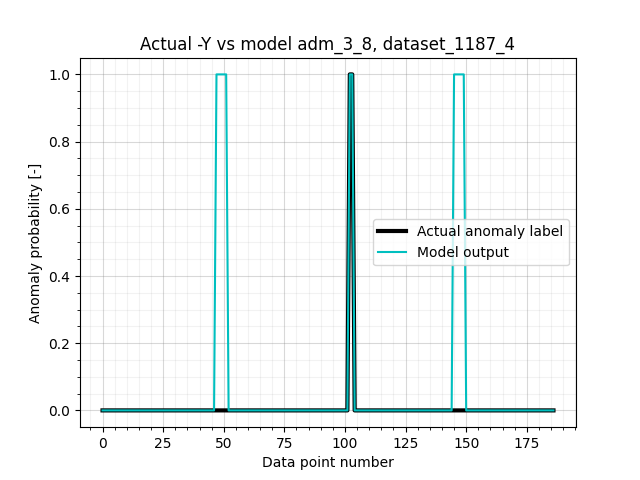 Actual -Y vs model adm_3_8, dataset_1187_4
1.0
0.8
0.6
0.4
0.2
0.0
Anomaly probability [-]
Actual anomaly label
Model output
0 25 50 75 100 125 150 175
Data point number